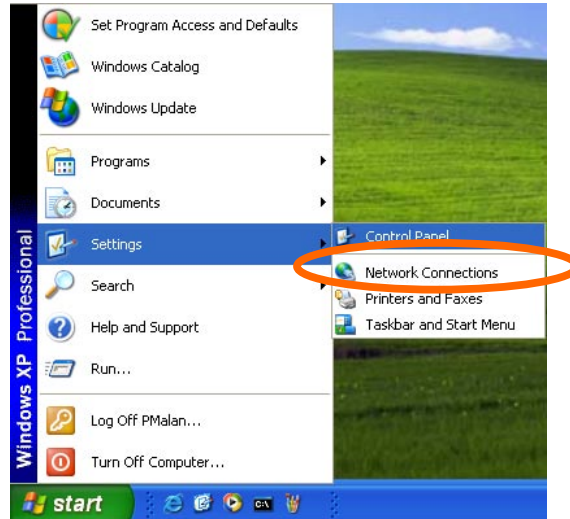 Set Program Access and Defaults
Windows Catalog
Windows Update
Programs
Documents
Settings
Search
Help and Support
Run...
Log Off PMalan...
Turn Off Computer...
Control Panel
Network Connections
Printers and Faxes
Taskbar and Start Menu
Windows XP Professional
start